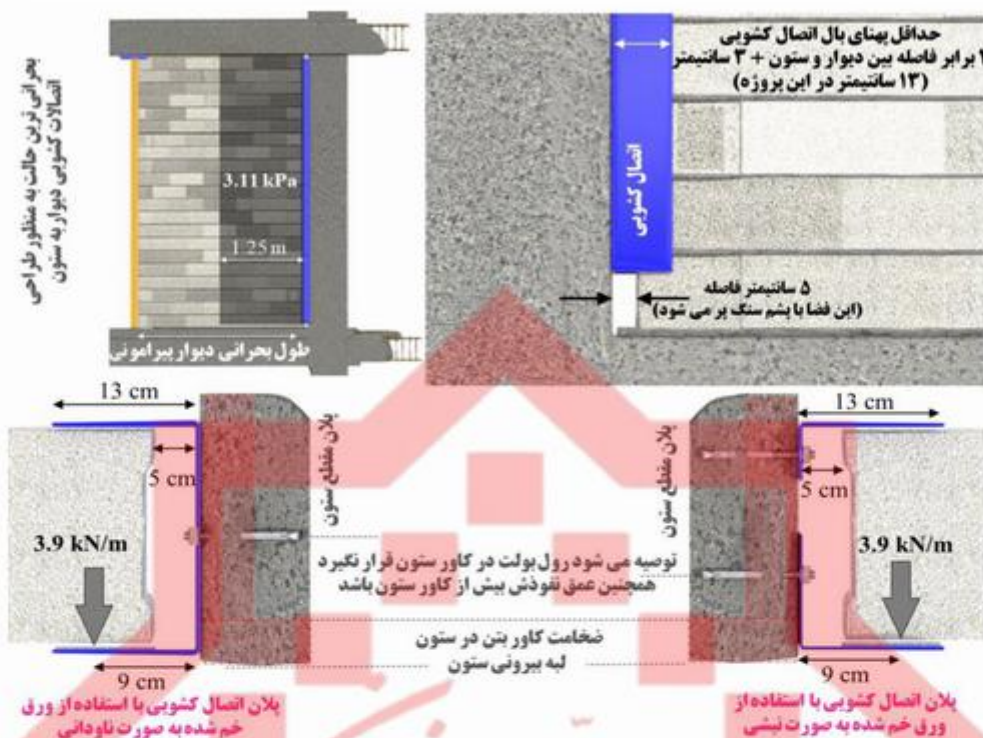 بحرانی ترین حالت به منظور طراحی
اتصالات کشویی دیوار به ستون
3.11 kPa
1.25 m
طول بحرانی دیوار پیرامونی
حداقل پهنای بال اتصال کشویی
۲ برابر فاصله بین دیوار و ستون + ۳ سانتیمتر
(۱۳ سانتیمتر در این پروژه)
اتصال کشویی
۵ سانتیمتر فاصله
(این فضا با پشم سنگ پر می شود)
13 cm
5 cm
3.9 kN/m
9 cm
پلان مقطع ستون
پلان اتصال کشویی با استفاده از ورق
خم شده به صورت ناودانی
توصیه می شود رول بولت در کاور ستون قرار نگیرد
همچنین عمق نفوذش بیش از کاور ستون باشد
ضخامت کاور بتن در ستون
لبه بیرونی ستون
پلان مقطع ستون
13 cm
5 cm
3.9 kN/m
9 cm
پلان اتصال کشویی با استفاده از
ورق خم شده به صورت نبشی